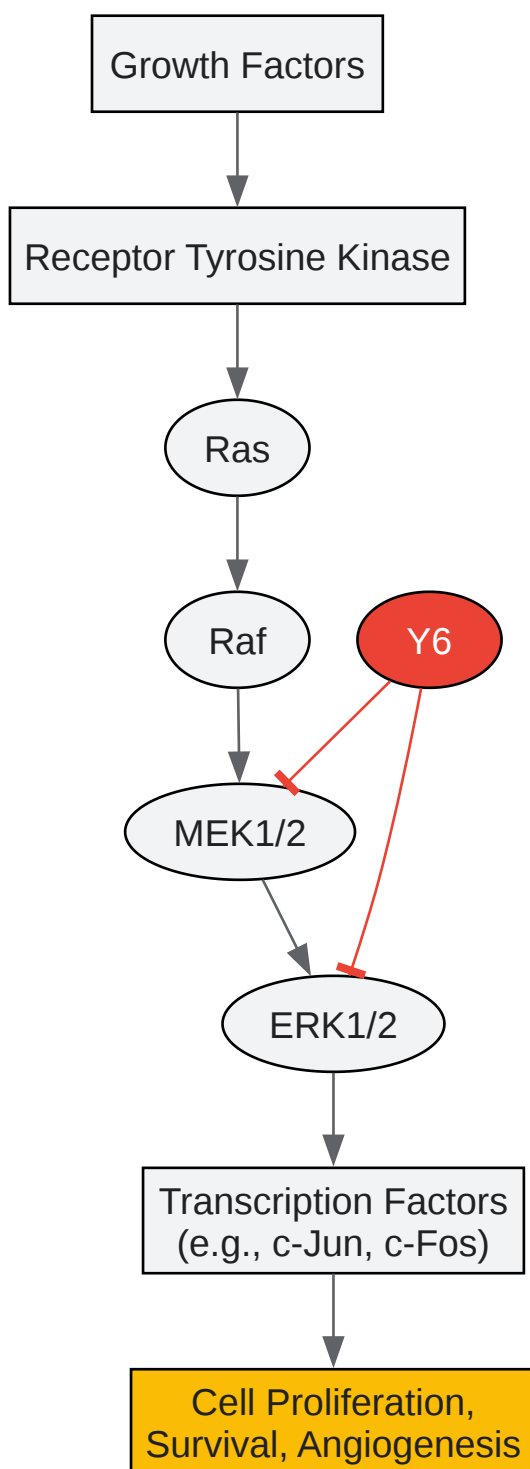 Growth Factors
Receptor Tyrosine Kinase
Ras
Raf
Y6
MEK1/2
ERK1/2
Transcription Factors
(e.g., c-Jun, c-Fos)
Cell Proliferation,
Survival, Angiogenesis